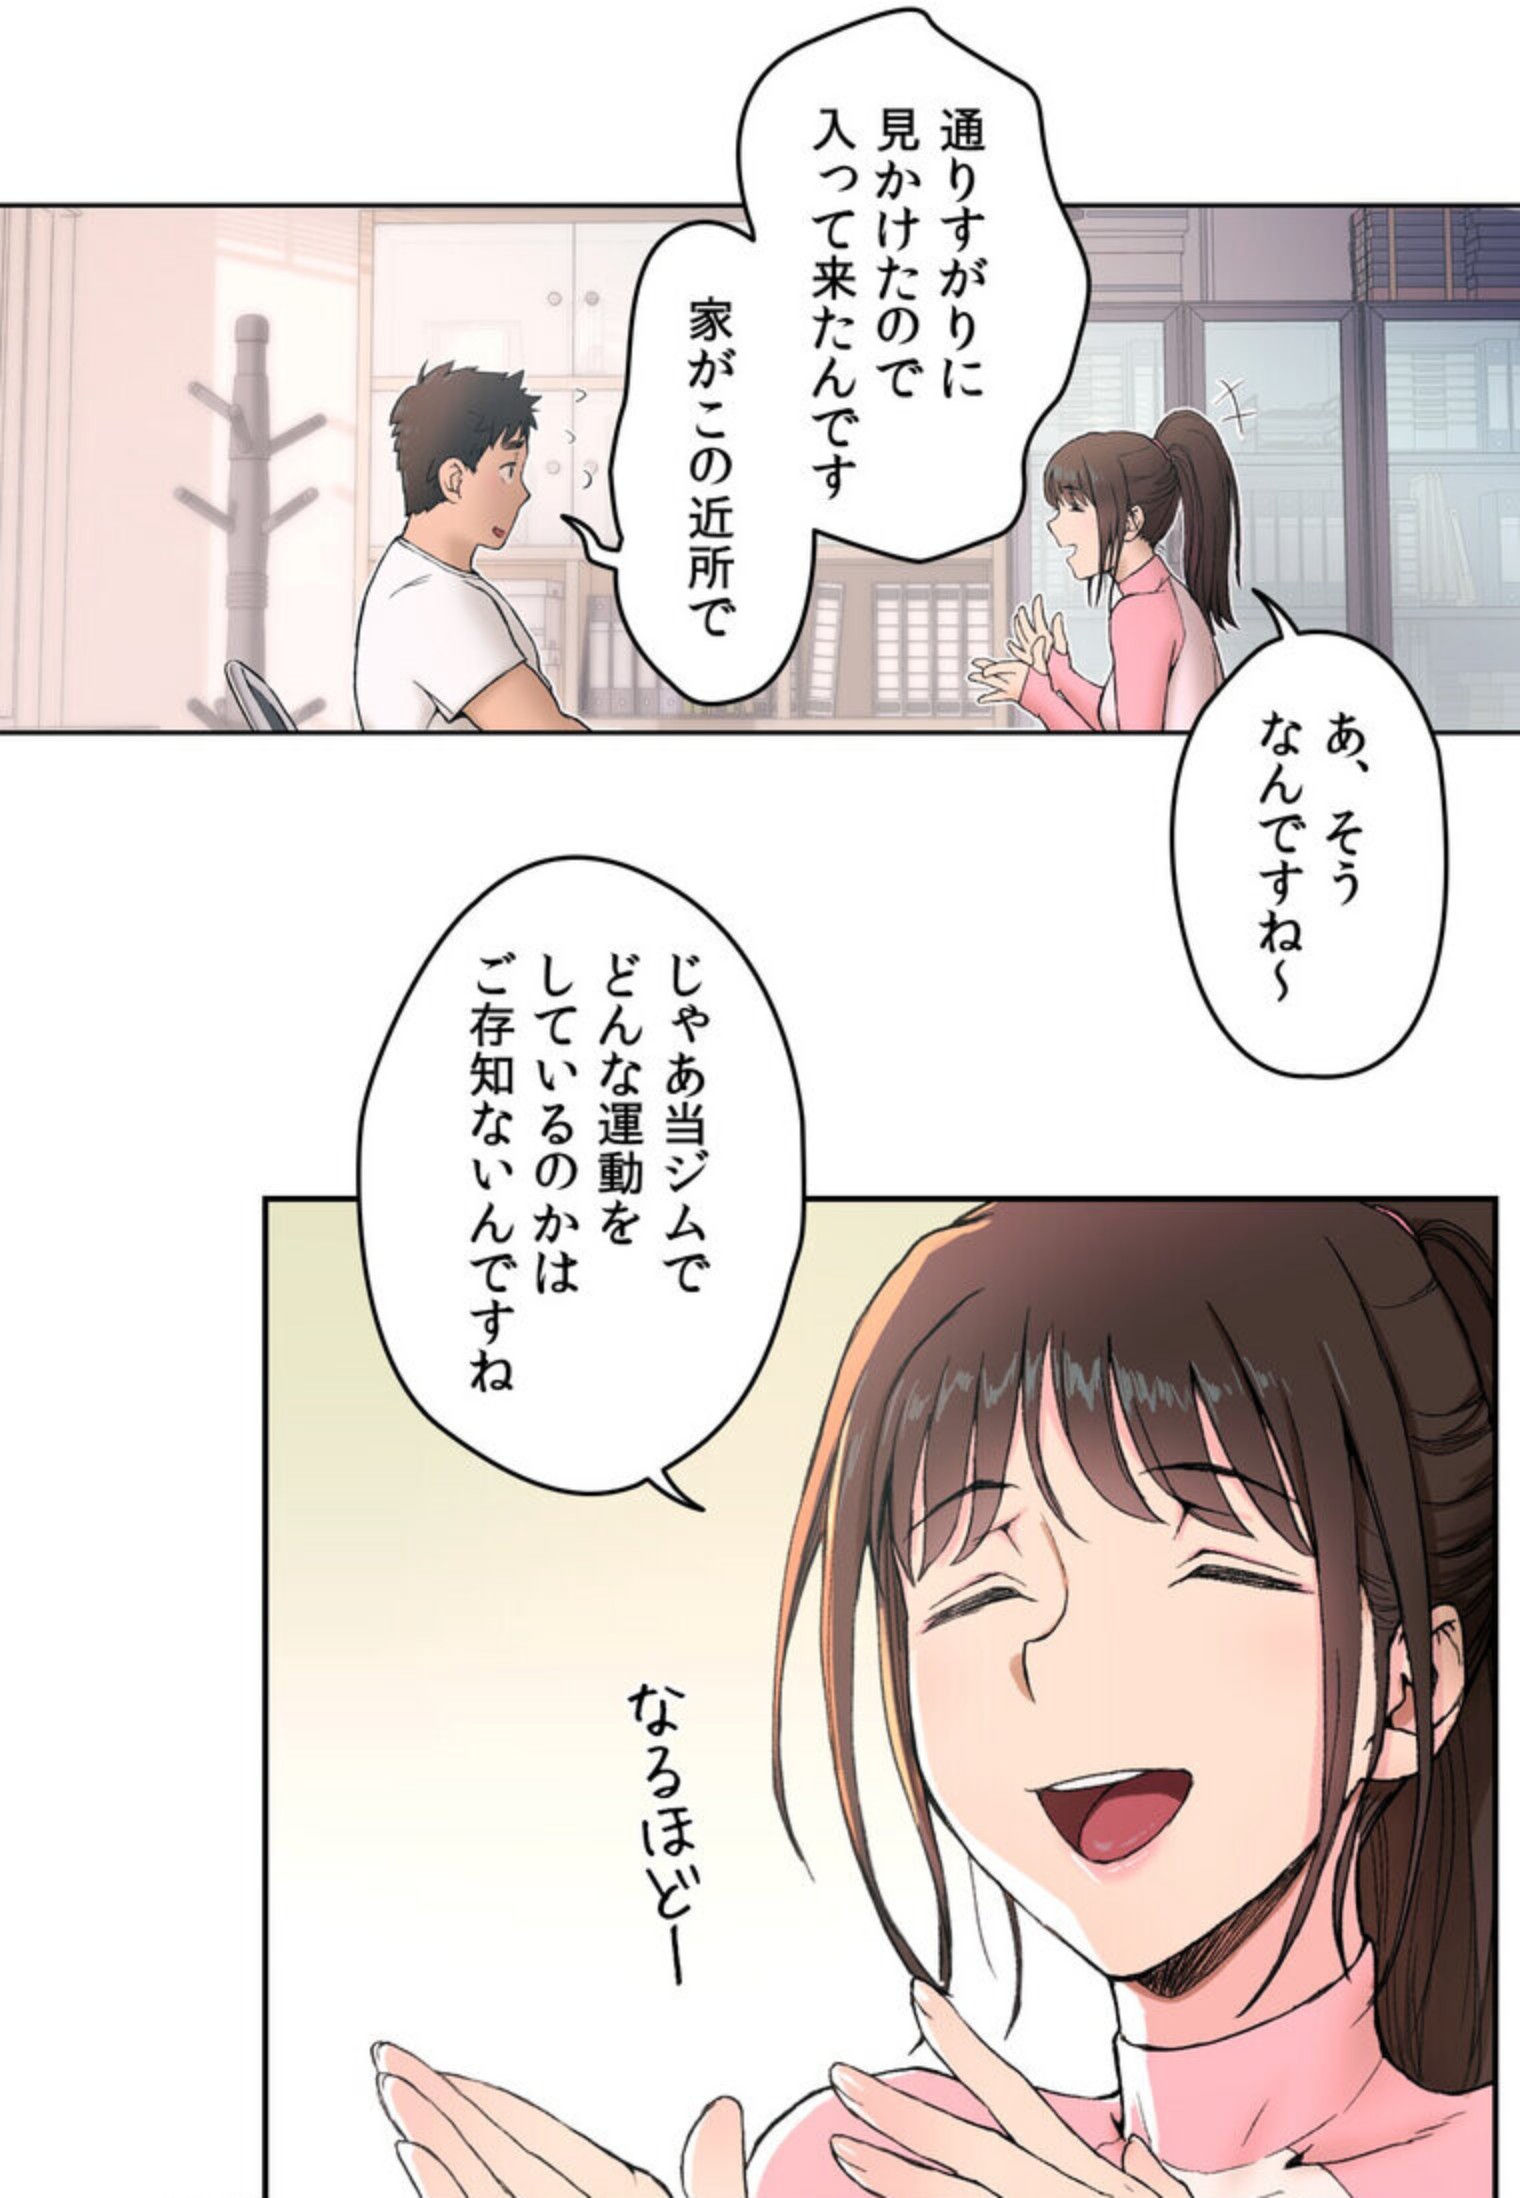 通りすがりに
見かけたので
入って来たんです
家がこの近所で
あ、そう
なんですね～
じゃあ当ジムで
どんな運動を
しているのかは
ご存知ないんですね
なるほどー